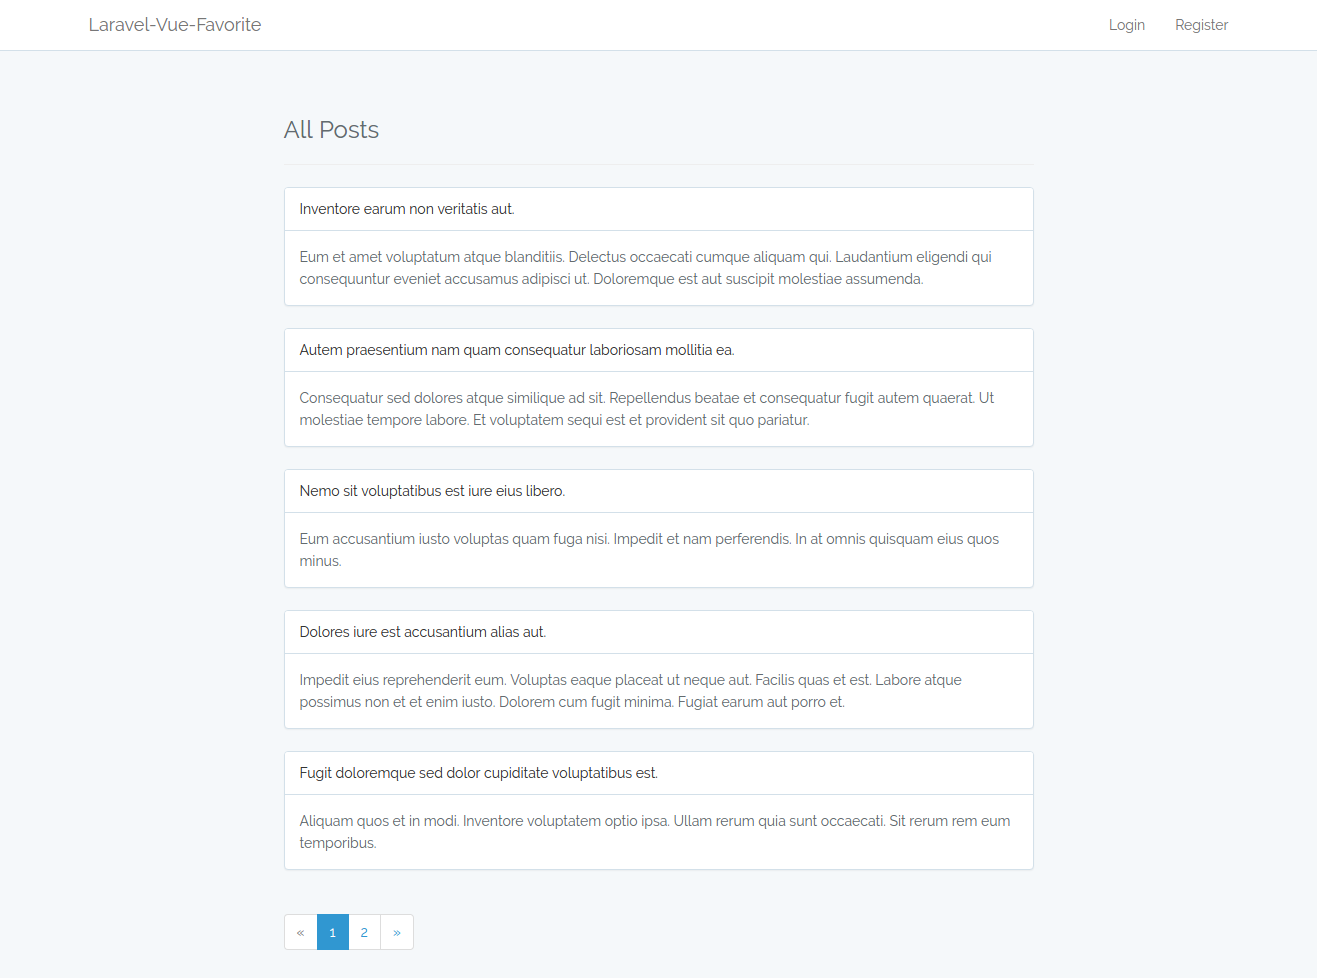 Laravel-Vue-Favorite
Login
Register
All Posts
Inventore earum non veritatis aut.
Eum et amet voluptatum atque blanditiis. Delectus occaecati cumque aliquam qui. Laudantium eligendi qui
consequuntur eveniet accusamus adipisci ut. Doloremque est aut suscipit molestiae assumenda.
Autem praesentium nam quam consequatur laboriosam mollitia ea.
Consequatur sed dolores atque similique ad sit. Repellendus beatae et consequatur fugit autem quaerat. Ut
molestiae tempore labore. Et voluptatem sequi est et provident sit quo pariatur.
Nemo sit voluptatibus est iure eius libero.
Eum accusantium iusto voluptas quam fuga nisi. Impedit et nam perferendis. In at omnis quisquam eius quos
minus.
Dolores iure est accusantium alias aut.
Impedit eius reprehenderit eum. Voluptas eaque placeat ut neque aut. Facilis quas et est. Labore atque
possimus non et et enim iusto. Dolorem cum fugit minima. Fugiat earum aut porro et.
Fugit doloremque sed dolor cupiditate voluptatibus est.
Aliquam quos et in modi. Inventore voluptatem optio ipsa. Ullam rerum quia sunt occaecati. Sit rerum rem eum
temporibus.
« 1 2 »